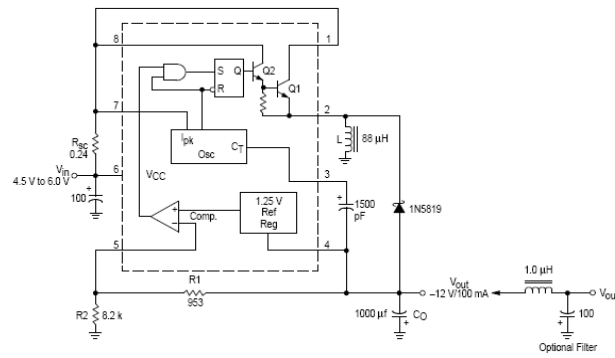 8
1
S Q
R
Q2
Q1
7
2
Rsc
0.24
Ipk
Osc
CT
L
88 µH
Vin
4.5 V to 6.0 V
6
VCC
3
100
+
+
1500
pF
1N5819
+
-
Comp.
1.25 V
Ref
Reg
5
4
R1
953
Vout
–12 V/100 mA
1.0 µH
Vou
R2
8.2 k
1000 µf
CO
+
+
100
Optional Filter